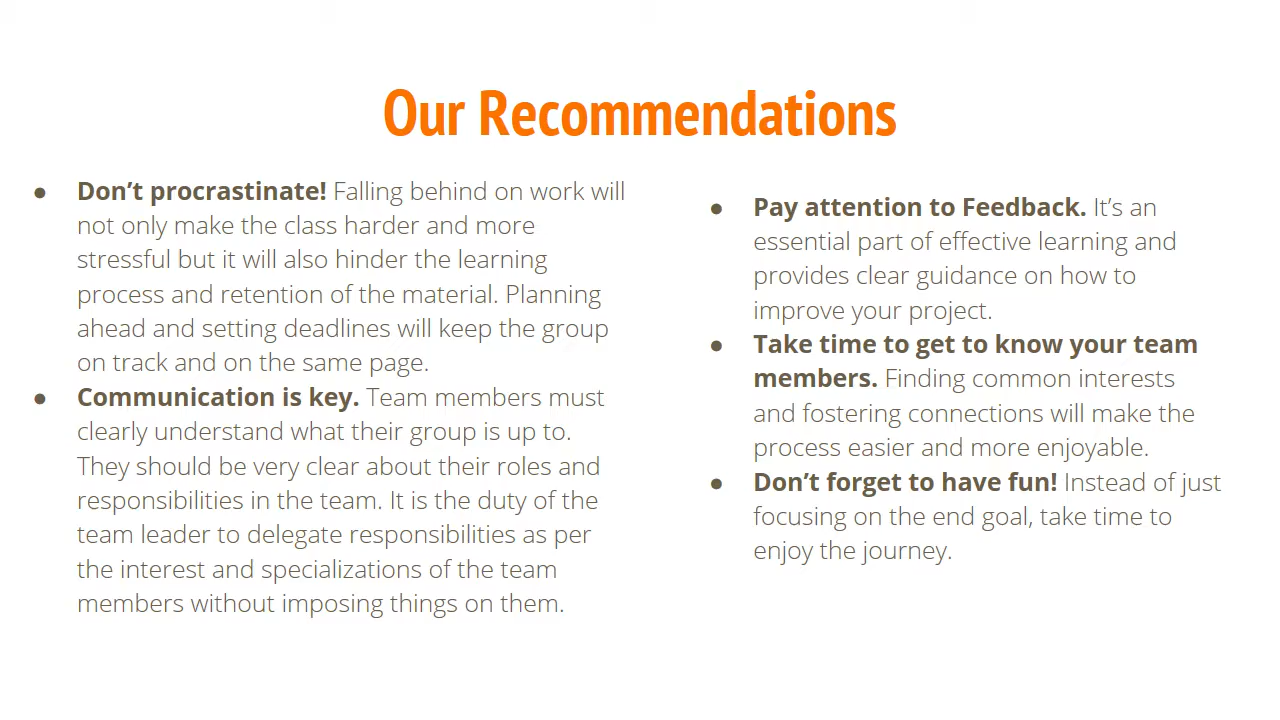 Our Recommendations
● Don’t procrastinate! Falling behind on work will
not only make the class harder and more
stressful but it will also hinder the learning
process and retention of the material. Planning
ahead and setting deadlines will keep the group
on track and on the same page.
● Communication is key. Team members must
clearly understand what their group is up to.
They should be very clear about their roles and
responsibilities in the team. It is the duty of the
team leader to delegate responsibilities as per
the interest and specializations of the team
members without imposing things on them.
● Pay attention to Feedback. It’s an
essential part of effective learning and
provides clear guidance on how to
improve your project.
● Take time to get to know your team
members. Finding common interests
and fostering connections will make the
process easier and more enjoyable.
● Don’t forget to have fun! Instead of just
focusing on the end goal, take time to
enjoy the journey.